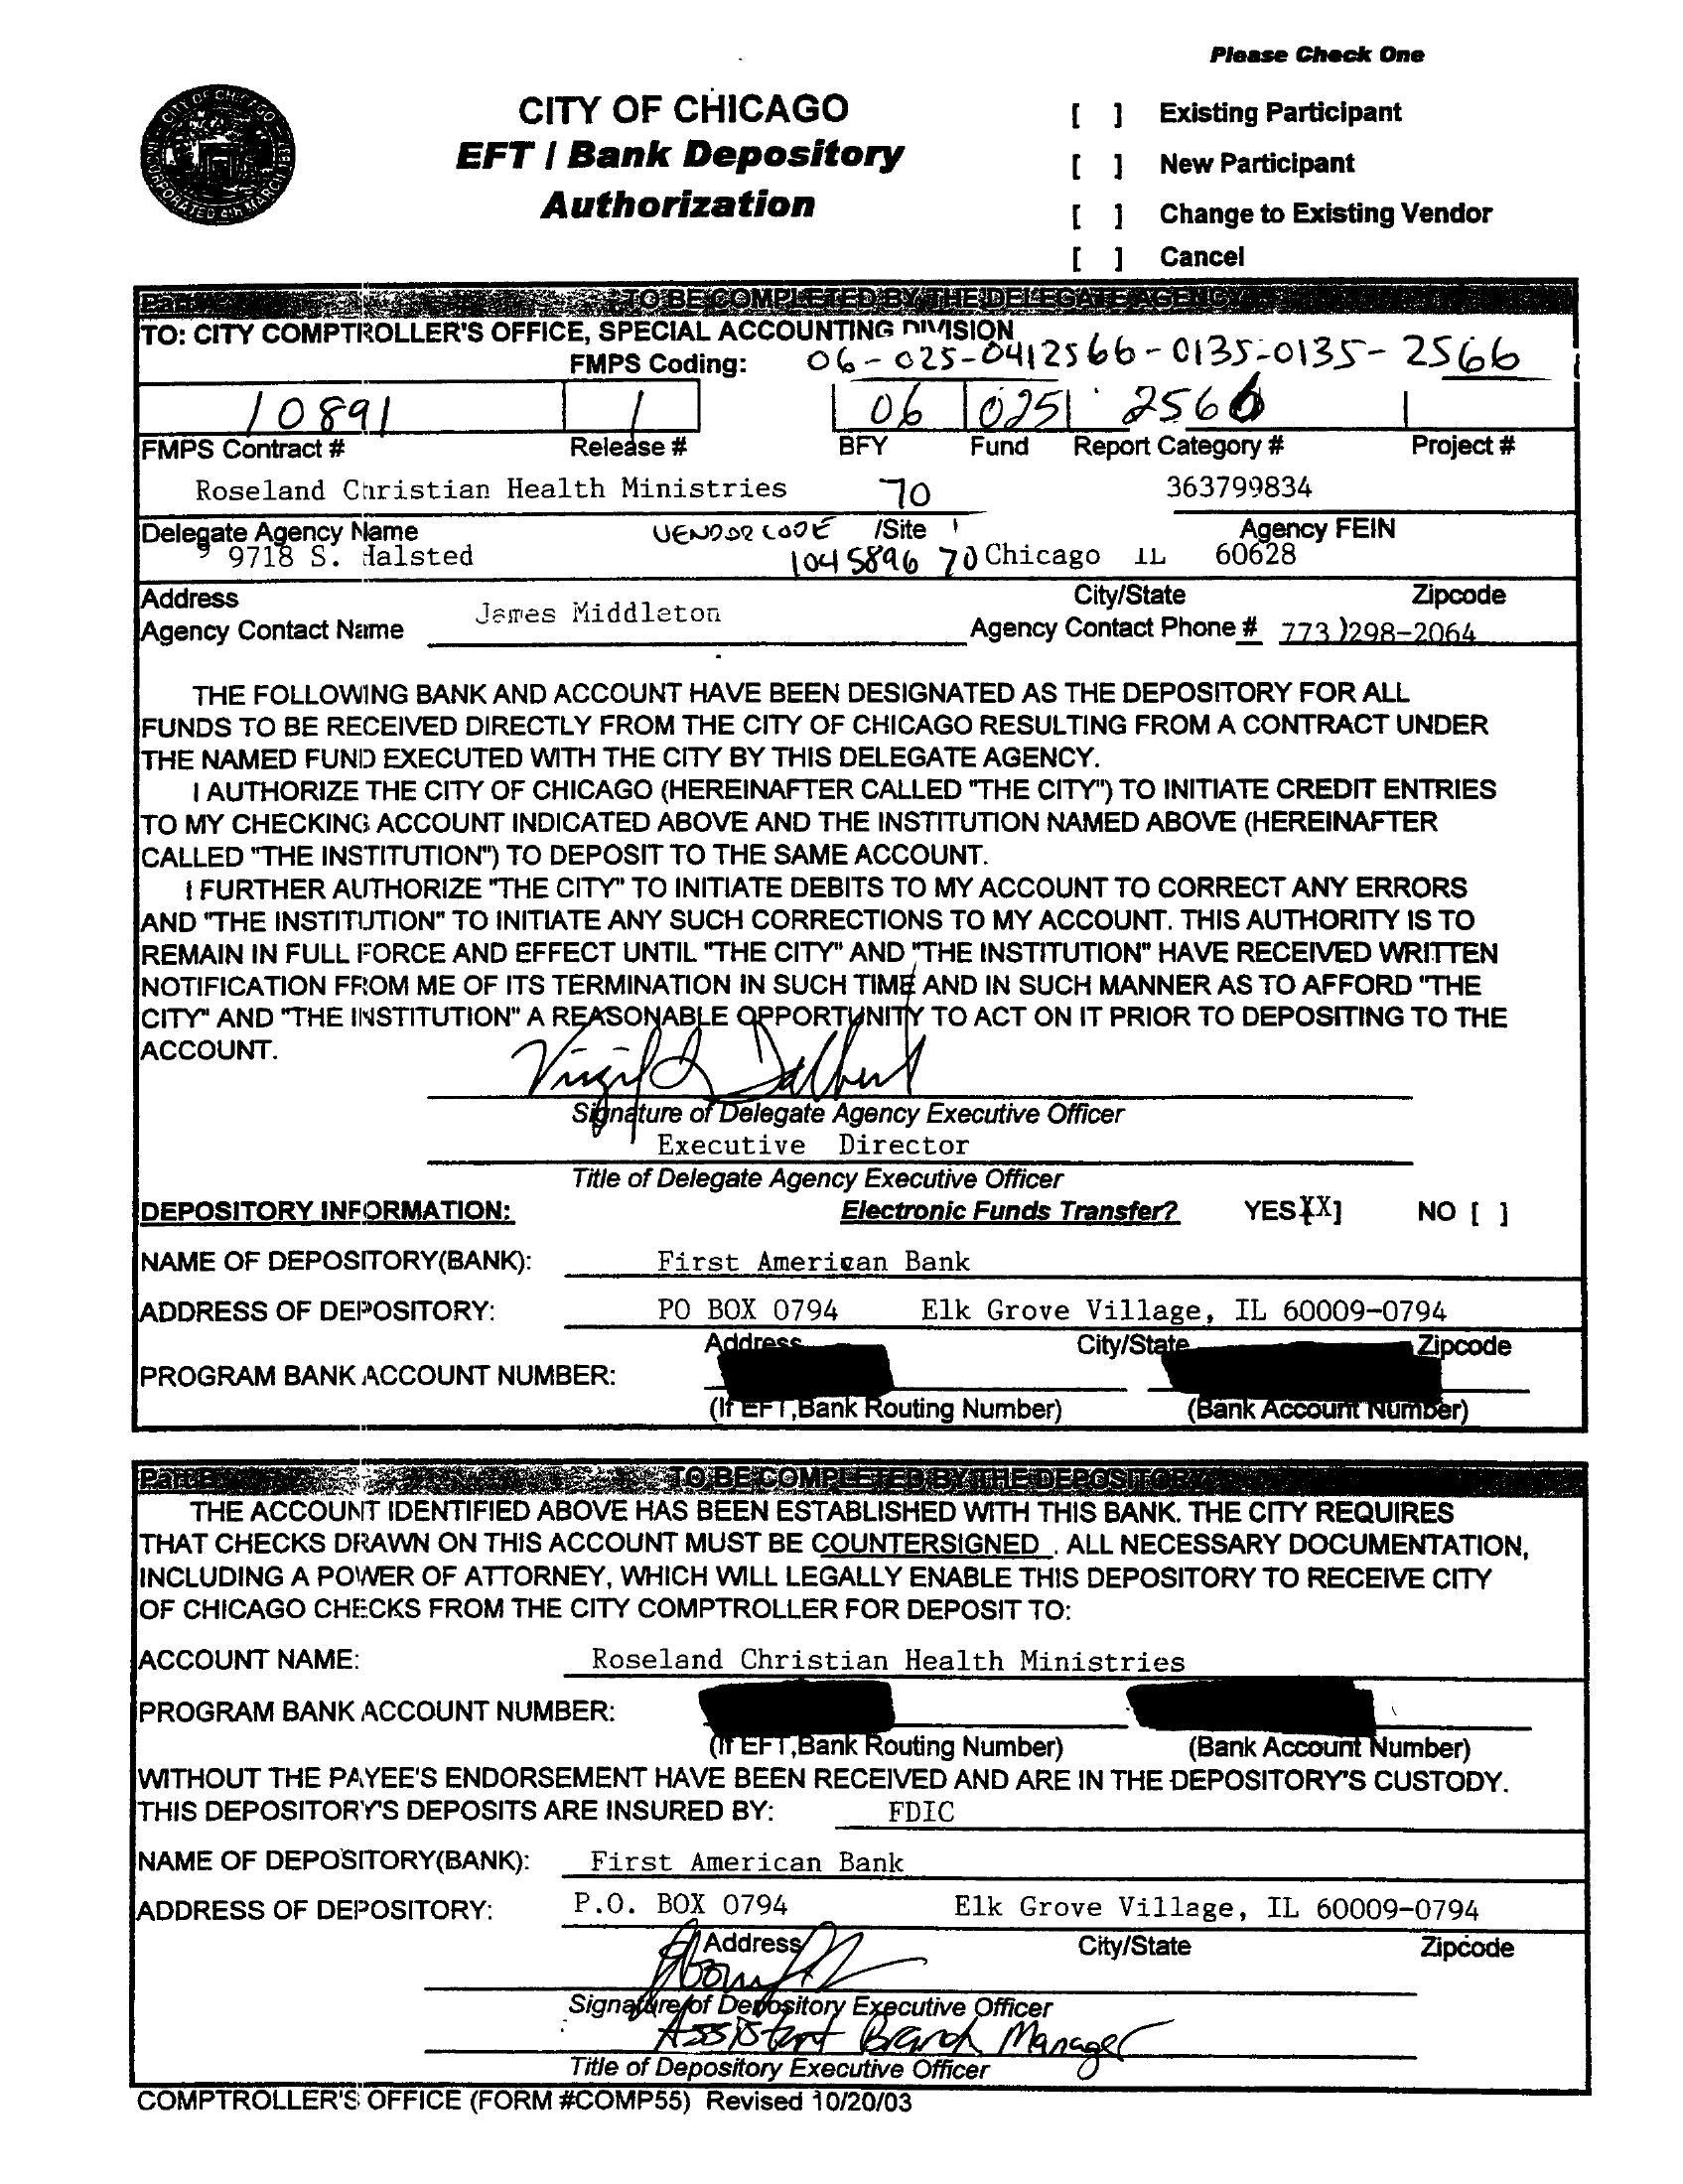 Please Check One
CITY OF CHICAGO
EFT / Bank Depository
Authorization
[ ] Existing Participant
[ ] New Participant
[ ] Change to Existing Vendor
[ ] Cancel
CITY OF CHICAGO INCORPORATED 4th MARCH
Part A TO BE COMPLETED BY THE DELEGATE AGENCY
TO: CITY COMPTROLLER'S OFFICE, SPECIAL ACCOUNTING DIVISION
FMPS Coding: 06-025-0412566-0135-0135-2566
10891 1 06 025 2566
FMPS Contract # Release # BFY Fund Report Category # Project #
Roseland Christian Health Ministries 70 363799834
Delegate Agency Name VENDOR CODE /Site Agency FEIN
9718 S. Halsted 1045896 70 Chicago IL 60628
Address City/State Zipcode
Agency Contact Name James Middleton Agency Contact Phone # 773 )298-2064
THE FOLLOWING BANK AND ACCOUNT HAVE BEEN DESIGNATED AS THE DEPOSITORY FOR ALL
FUNDS TO BE RECEIVED DIRECTLY FROM THE CITY OF CHICAGO RESULTING FROM A CONTRACT UNDER
THE NAMED FUND EXECUTED WITH THE CITY BY THIS DELEGATE AGENCY.
I AUTHORIZE THE CITY OF CHICAGO (HEREINAFTER CALLED "THE CITY") TO INITIATE CREDIT ENTRIES
TO MY CHECKING ACCOUNT INDICATED ABOVE AND THE INSTITUTION NAMED ABOVE (HEREINAFTER
CALLED "THE INSTITUTION") TO DEPOSIT TO THE SAME ACCOUNT.
I FURTHER AUTHORIZE "THE CITY" TO INITIATE DEBITS TO MY ACCOUNT TO CORRECT ANY ERRORS
AND "THE INSTITUTION" TO INITIATE ANY SUCH CORRECTIONS TO MY ACCOUNT. THIS AUTHORITY IS TO
REMAIN IN FULL FORCE AND EFFECT UNTIL "THE CITY" AND "THE INSTITUTION" HAVE RECEIVED WRITTEN
NOTIFICATION FROM ME OF ITS TERMINATION IN SUCH TIME AND IN SUCH MANNER AS TO AFFORD "THE
CITY" AND "THE INSTITUTION" A REASONABLE OPPORTUNITY TO ACT ON IT PRIOR TO DEPOSITING TO THE
ACCOUNT.
Signature of Delegate Agency Executive Officer
Executive Director
Title of Delegate Agency Executive Officer
DEPOSITORY INFORMATION: Electronic Funds Transfer? YES[XX] NO [ ]
NAME OF DEPOSITORY(BANK): First American Bank
ADDRESS OF DEPOSITORY: PO BOX 0794 Elk Grove Village, IL 60009-0794
Address City/State Zipcode
PROGRAM BANK ACCOUNT NUMBER:
(If EFT,Bank Routing Number) (Bank Account Number)
Part B TO BE COMPLETED BY THE DEPOSITORY
THE ACCOUNT IDENTIFIED ABOVE HAS BEEN ESTABLISHED WITH THIS BANK. THE CITY REQUIRES
THAT CHECKS DRAWN ON THIS ACCOUNT MUST BE COUNTERSIGNED . ALL NECESSARY DOCUMENTATION,
INCLUDING A POWER OF ATTORNEY, WHICH WILL LEGALLY ENABLE THIS DEPOSITORY TO RECEIVE CITY
OF CHICAGO CHECKS FROM THE CITY COMPTROLLER FOR DEPOSIT TO:
ACCOUNT NAME: Roseland Christian Health Ministries
PROGRAM BANK ACCOUNT NUMBER:
(If EFT,Bank Routing Number) (Bank Account Number)
WITHOUT THE PAYEE'S ENDORSEMENT HAVE BEEN RECEIVED AND ARE IN THE DEPOSITORY'S CUSTODY.
THIS DEPOSITORY'S DEPOSITS ARE INSURED BY: FDIC
NAME OF DEPOSITORY(BANK): First American Bank
ADDRESS OF DEPOSITORY: P.O. BOX 0794 Elk Grove Village, IL 60009-0794
Address City/State Zipcode
Signature of Depository Executive Officer
Assistant Branch Manager
Title of Depository Executive Officer
COMPTROLLER'S OFFICE (FORM #COMP55) Revised 10/20/03